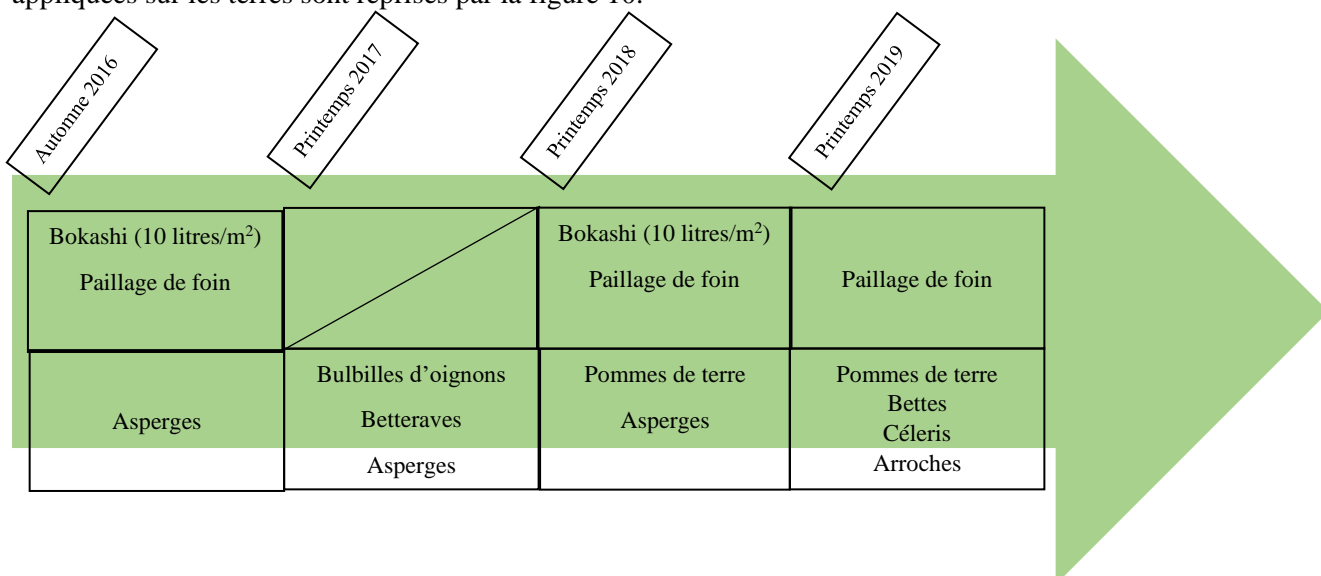 appliquées sur les terres sont reprises par la figure 10.
Automne 2016
Printemps 2017
Printemps 2018
Printemps 2019
Bokashi (10 litres/m²)
Paillage de foin
Bokashi (10 litres/m²)
Paillage de foin
Paillage de foin
Asperges
Bulbilles d’oignons
Betteraves
Asperges
Pommes de terre
Asperges
Pommes de terre
Bettes
Céleris
Arroches